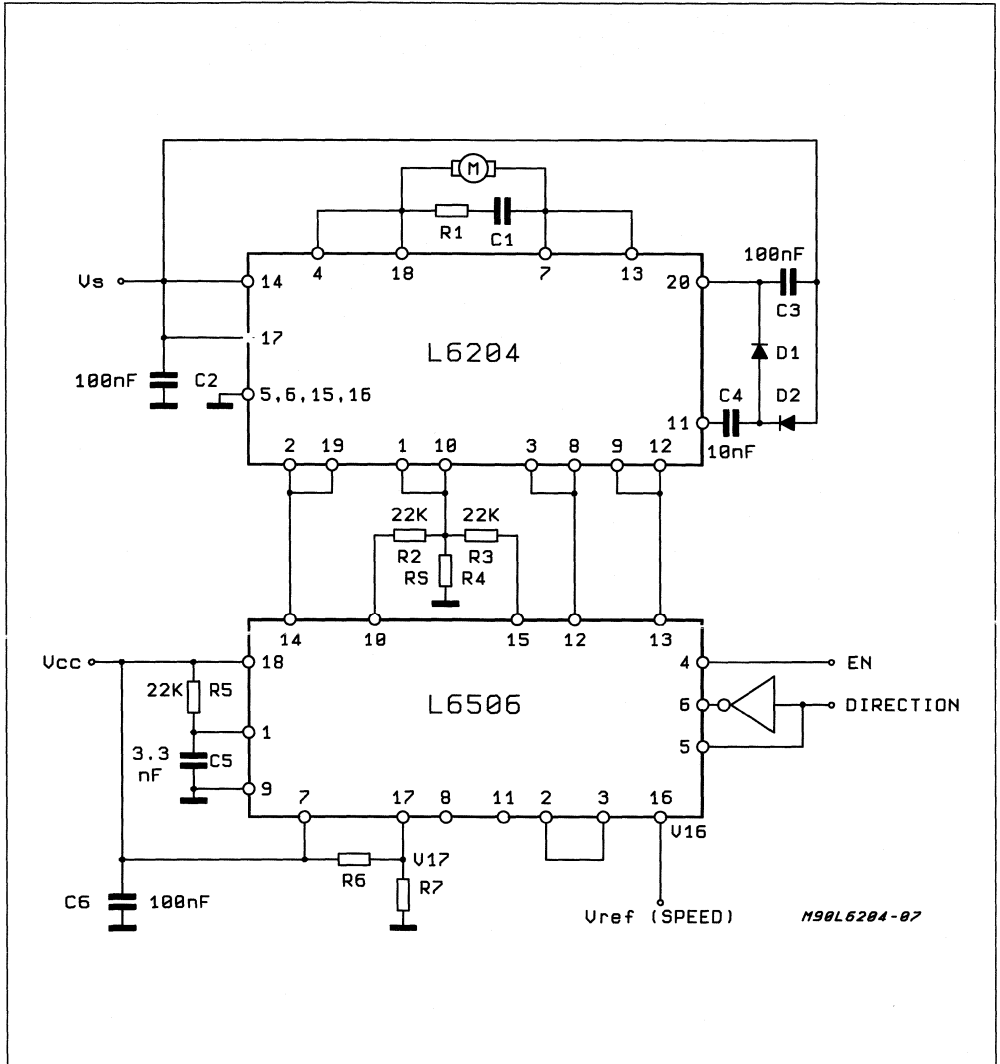 M
R1 C1
4 18 7 13
100nF
Vs 14 20
C3
17
L6204
D1
100nF C2
5,6,15,16
C4 D2
11
10nF
2 19 1 10 3 8 9 12
22K 22K
R2 R3
RS R4
14 10 15 12 13
Vcc 18 4 EN
22K R5
L6506
6 DIRECTION
1
5
3.3
nF C5
9
7 17 8 11 2 3 16
V16
V17
R6
R7
C6 100nF
Vref (SPEED)
M90L6204-07